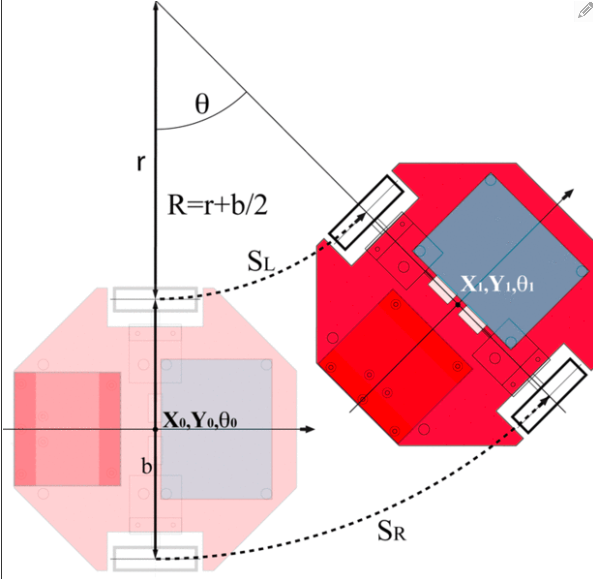 θ
r
R=r+b/2
SL
X1,Y1,θ1
X0,Y0,θ0
b
SR